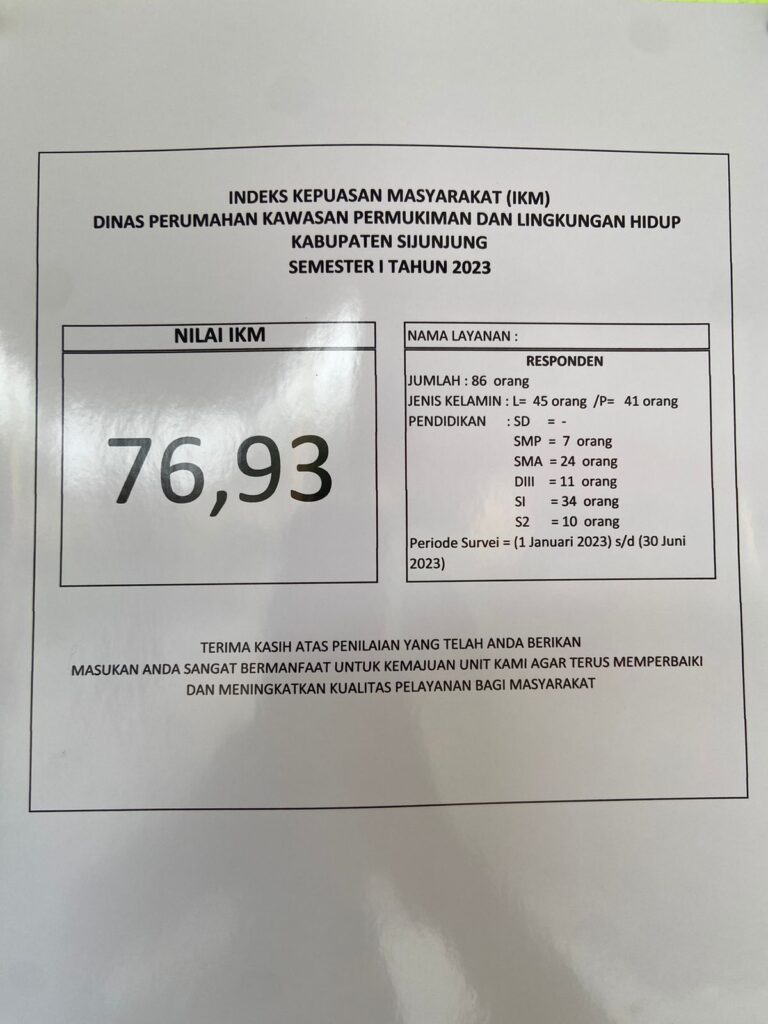 INDEKS KEPUASAN MASYARAKAT (IKM)
DINAS PERUMAHAN KAWASAN PERMUKIMAN DAN LINGKUNGAN HIDUP
KABUPATEN SIJUNJUNG
SEMESTER I TAHUN 2023
NILAI IKM
76,93
NAMA LAYANAN :
RESPONDEN
JUMLAH : 86 orang
JENIS KELAMIN : L= 45 orang /P= 41 orang
PENDIDIKAN : SD = -
SMP = 7 orang
SMA = 24 orang
DIII = 11 orang
SI = 34 orang
S2 = 10 orang
Periode Survei = (1 Januari 2023) s/d (30 Juni
2023)
TERIMA KASIH ATAS PENILAIAN YANG TELAH ANDA BERIKAN
MASUKAN ANDA SANGAT BERMANFAAT UNTUK KEMAJUAN UNIT KAMI AGAR TERUS MEMPERBAIKI
DAN MENINGKATKAN KUALITAS PELAYANAN BAGI MASYARAKAT